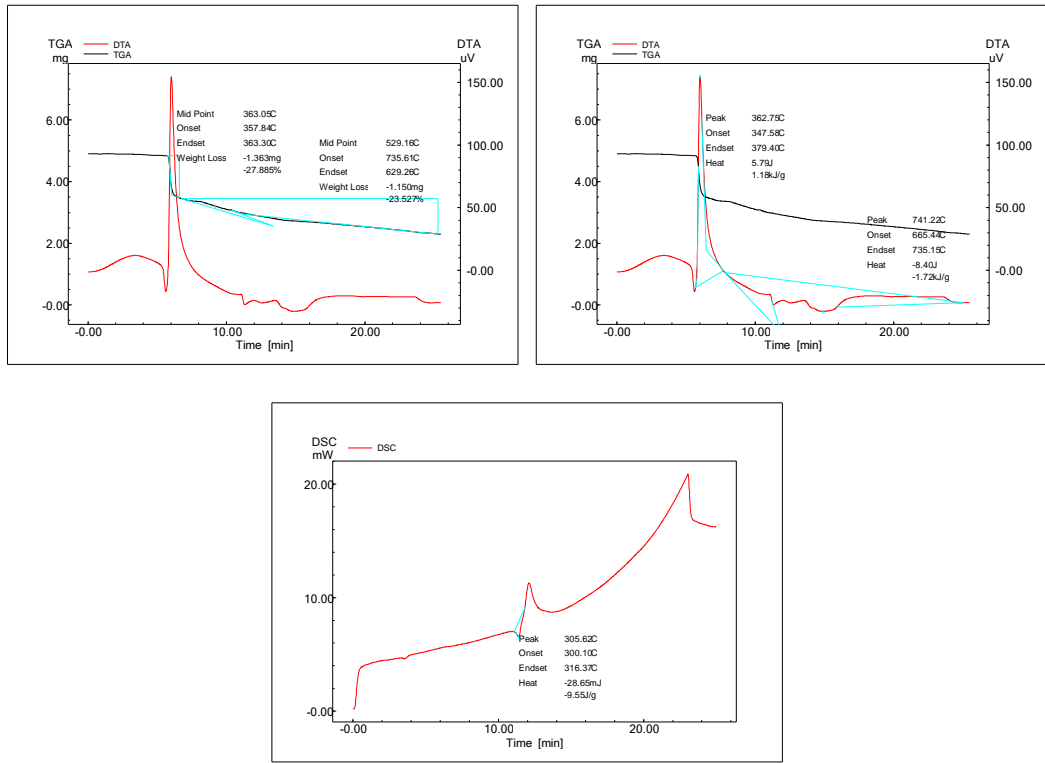 TGA DTA DTA
mg TGA uV
150.00
6.00
100.00
4.00
50.00
2.00
-0.00
-0.00
-0.00 10.00 20.00
Time [min]
Mid Point 363.05C
Onset 357.84C
Endset 363.30C
Weight Loss -1.363mg
-27.885%
Mid Point 529.16C
Onset 735.61C
Endset 629.26C
Weight Loss -1.150mg
-23.527%
TGA DTA DTA
mg TGA uV
150.00
6.00
100.00
4.00
50.00
2.00
-0.00
-0.00
-0.00 10.00 20.00
Time [min]
Peak 362.75C
Onset 347.58C
Endset 379.40C
Heat 5.79J
1.18kJ/g
Peak 741.22C
Onset 665.44C
Endset 735.15C
Heat -8.40J
-1.72kJ/g
DSC DSC
mW
20.00
10.00
-0.00
-0.00 10.00 20.00
Time [min]
Peak 305.62C
Onset 300.10C
Endset 316.37C
Heat -28.65mJ
-9.55J/g